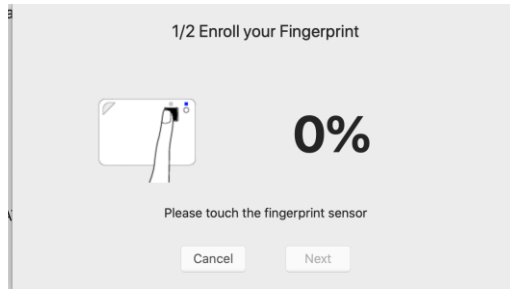 1/2 Enroll your Fingerprint
0%
Please touch the fingerprint sensor
Cancel
Next